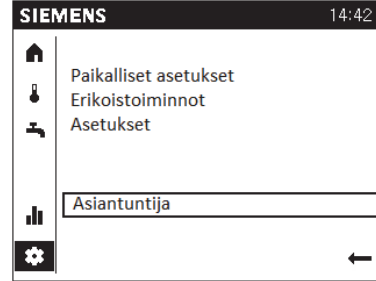 SIEMENS 14:42
Paikalliset asetukset
Erikoistoiminnot
Asetukset
Asiantuntija